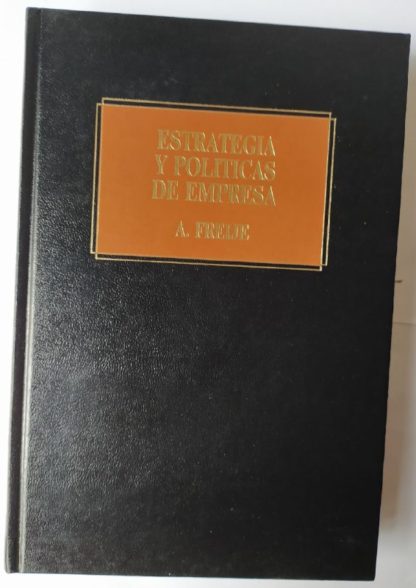 ESTRATEGIA
Y POLITICAS
DE EMPRESA
A. FREIJE